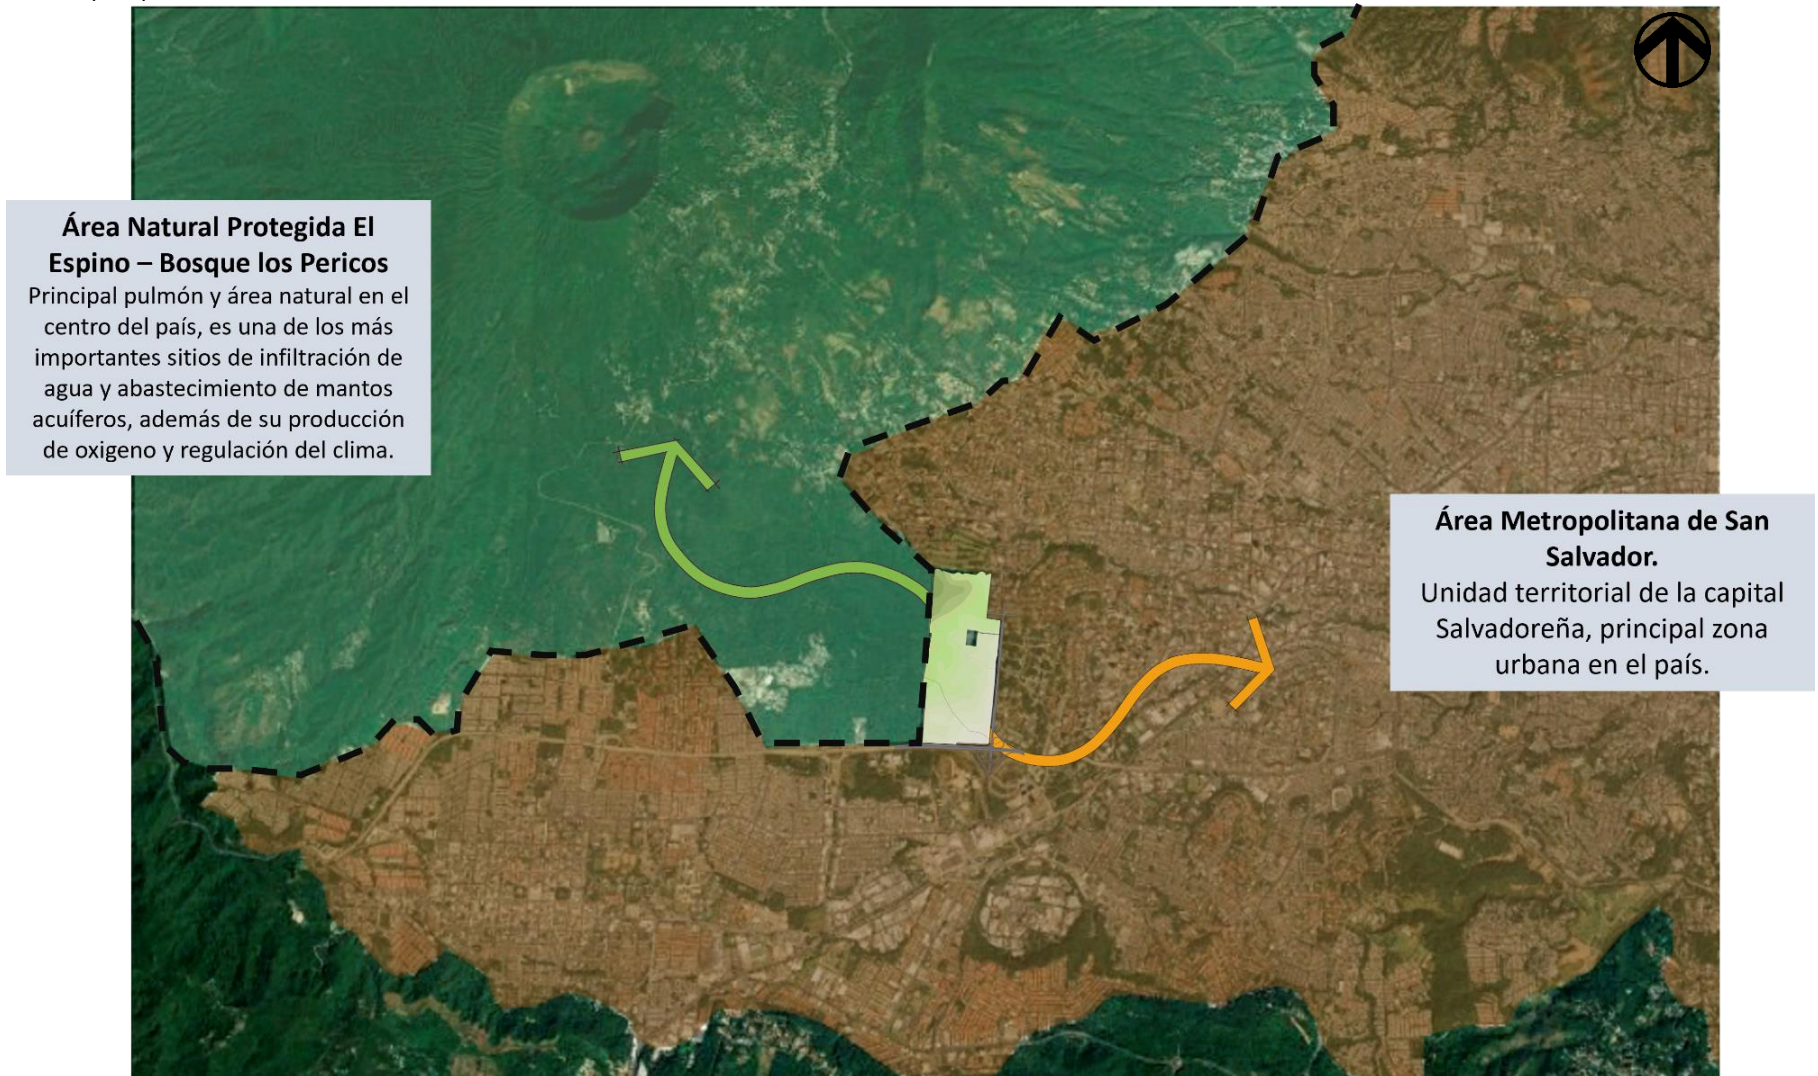 Área Natural Protegida El
Espino – Bosque los Pericos
Principal pulmón y área natural en el
centro del país, es una de los más
importantes sitios de infiltración de
agua y abastecimiento de mantos
acuíferos, además de su producción
de oxigeno y regulación del clima.
Área Metropolitana de San
Salvador.
Unidad territorial de la capital
Salvadoreña, principal zona
urbana en el país.